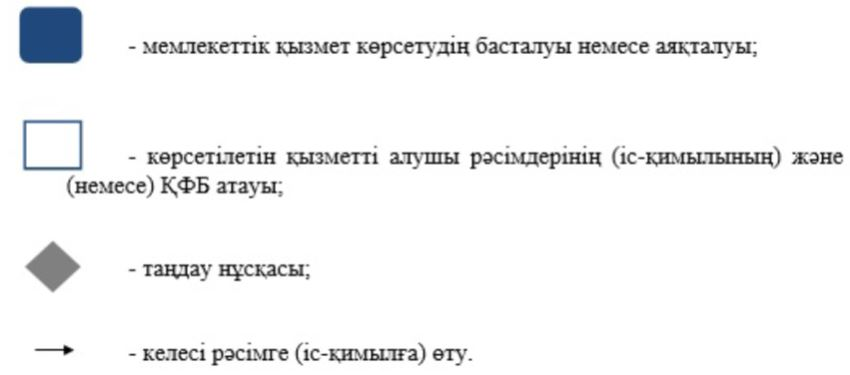 - мемлекеттік қызмет көрсетудің басталуы немесе аяқталуы;
- көрсетілетін қызметті алушы рәсімдерінің (іс-қимылының) және
(немесе) ҚФБ атауы;
- таңдау нұсқасы;
- келесі рәсімге (іс-қимылға) өту.